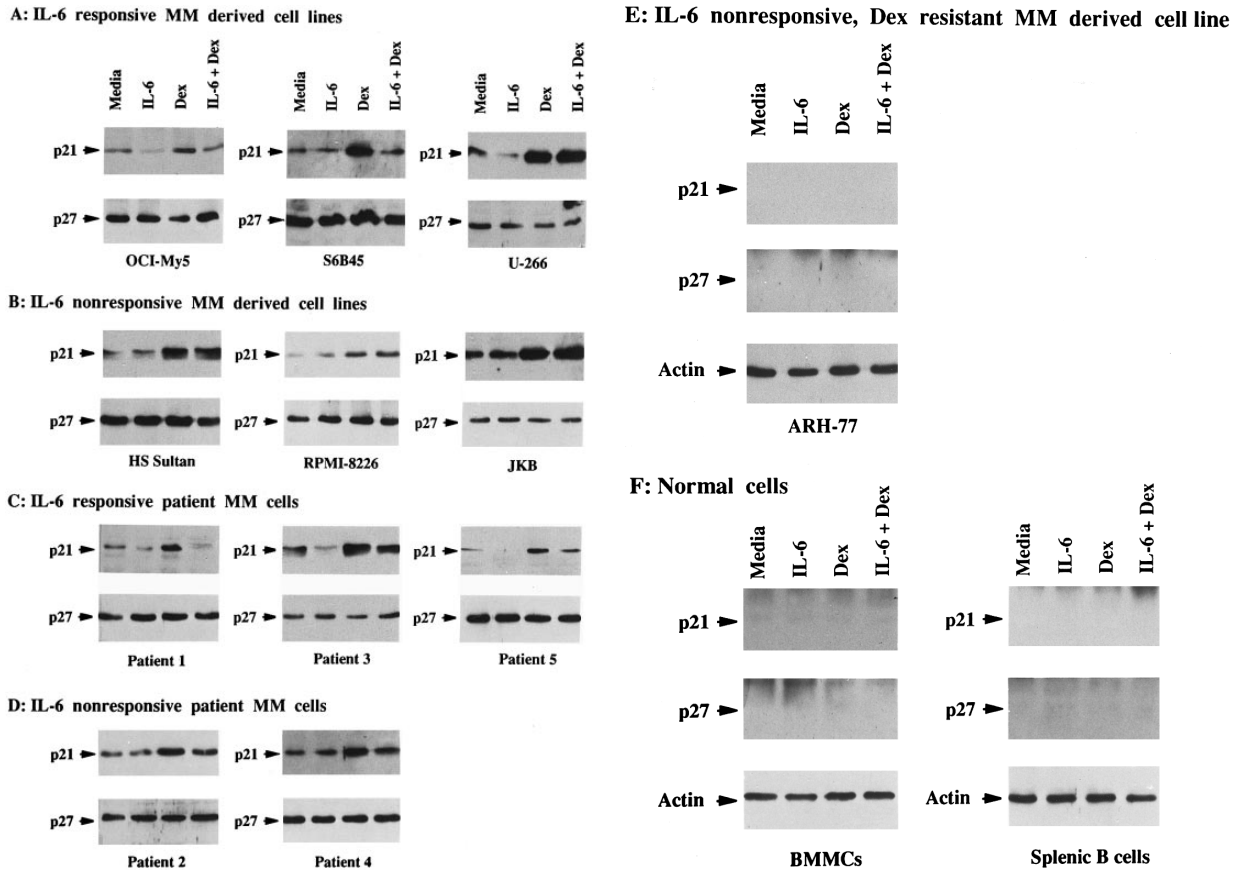 A: IL-6 responsive MM derived cell lines
Media IL-6 Dex IL-6 + Dex
Media IL-6 Dex IL-6 + Dex
Media IL-6 Dex IL-6 + Dex
p21 p21 p21
p27 p27 p27
OCI-My5 S6B45 U-266
B: IL-6 nonresponsive MM derived cell lines
p21 p21 p21
p27 p27 p27
HS Sultan RPMI-8226 JKB
C: IL-6 responsive patient MM cells
p21 p21 p21
p27 p27 p27
Patient 1 Patient 3 Patient 5
D: IL-6 nonresponsive patient MM cells
p21 p21
p27 p27
Patient 2 Patient 4
E: IL-6 nonresponsive, Dex resistant MM derived cell line
Media IL-6 Dex IL-6 + Dex
p21
p27
Actin
ARH-77
F: Normal cells
Media IL-6 Dex IL-6 + Dex
Media IL-6 Dex IL-6 + Dex
p21 p21
p27 p27
Actin Actin
BMMCs Splenic B cells